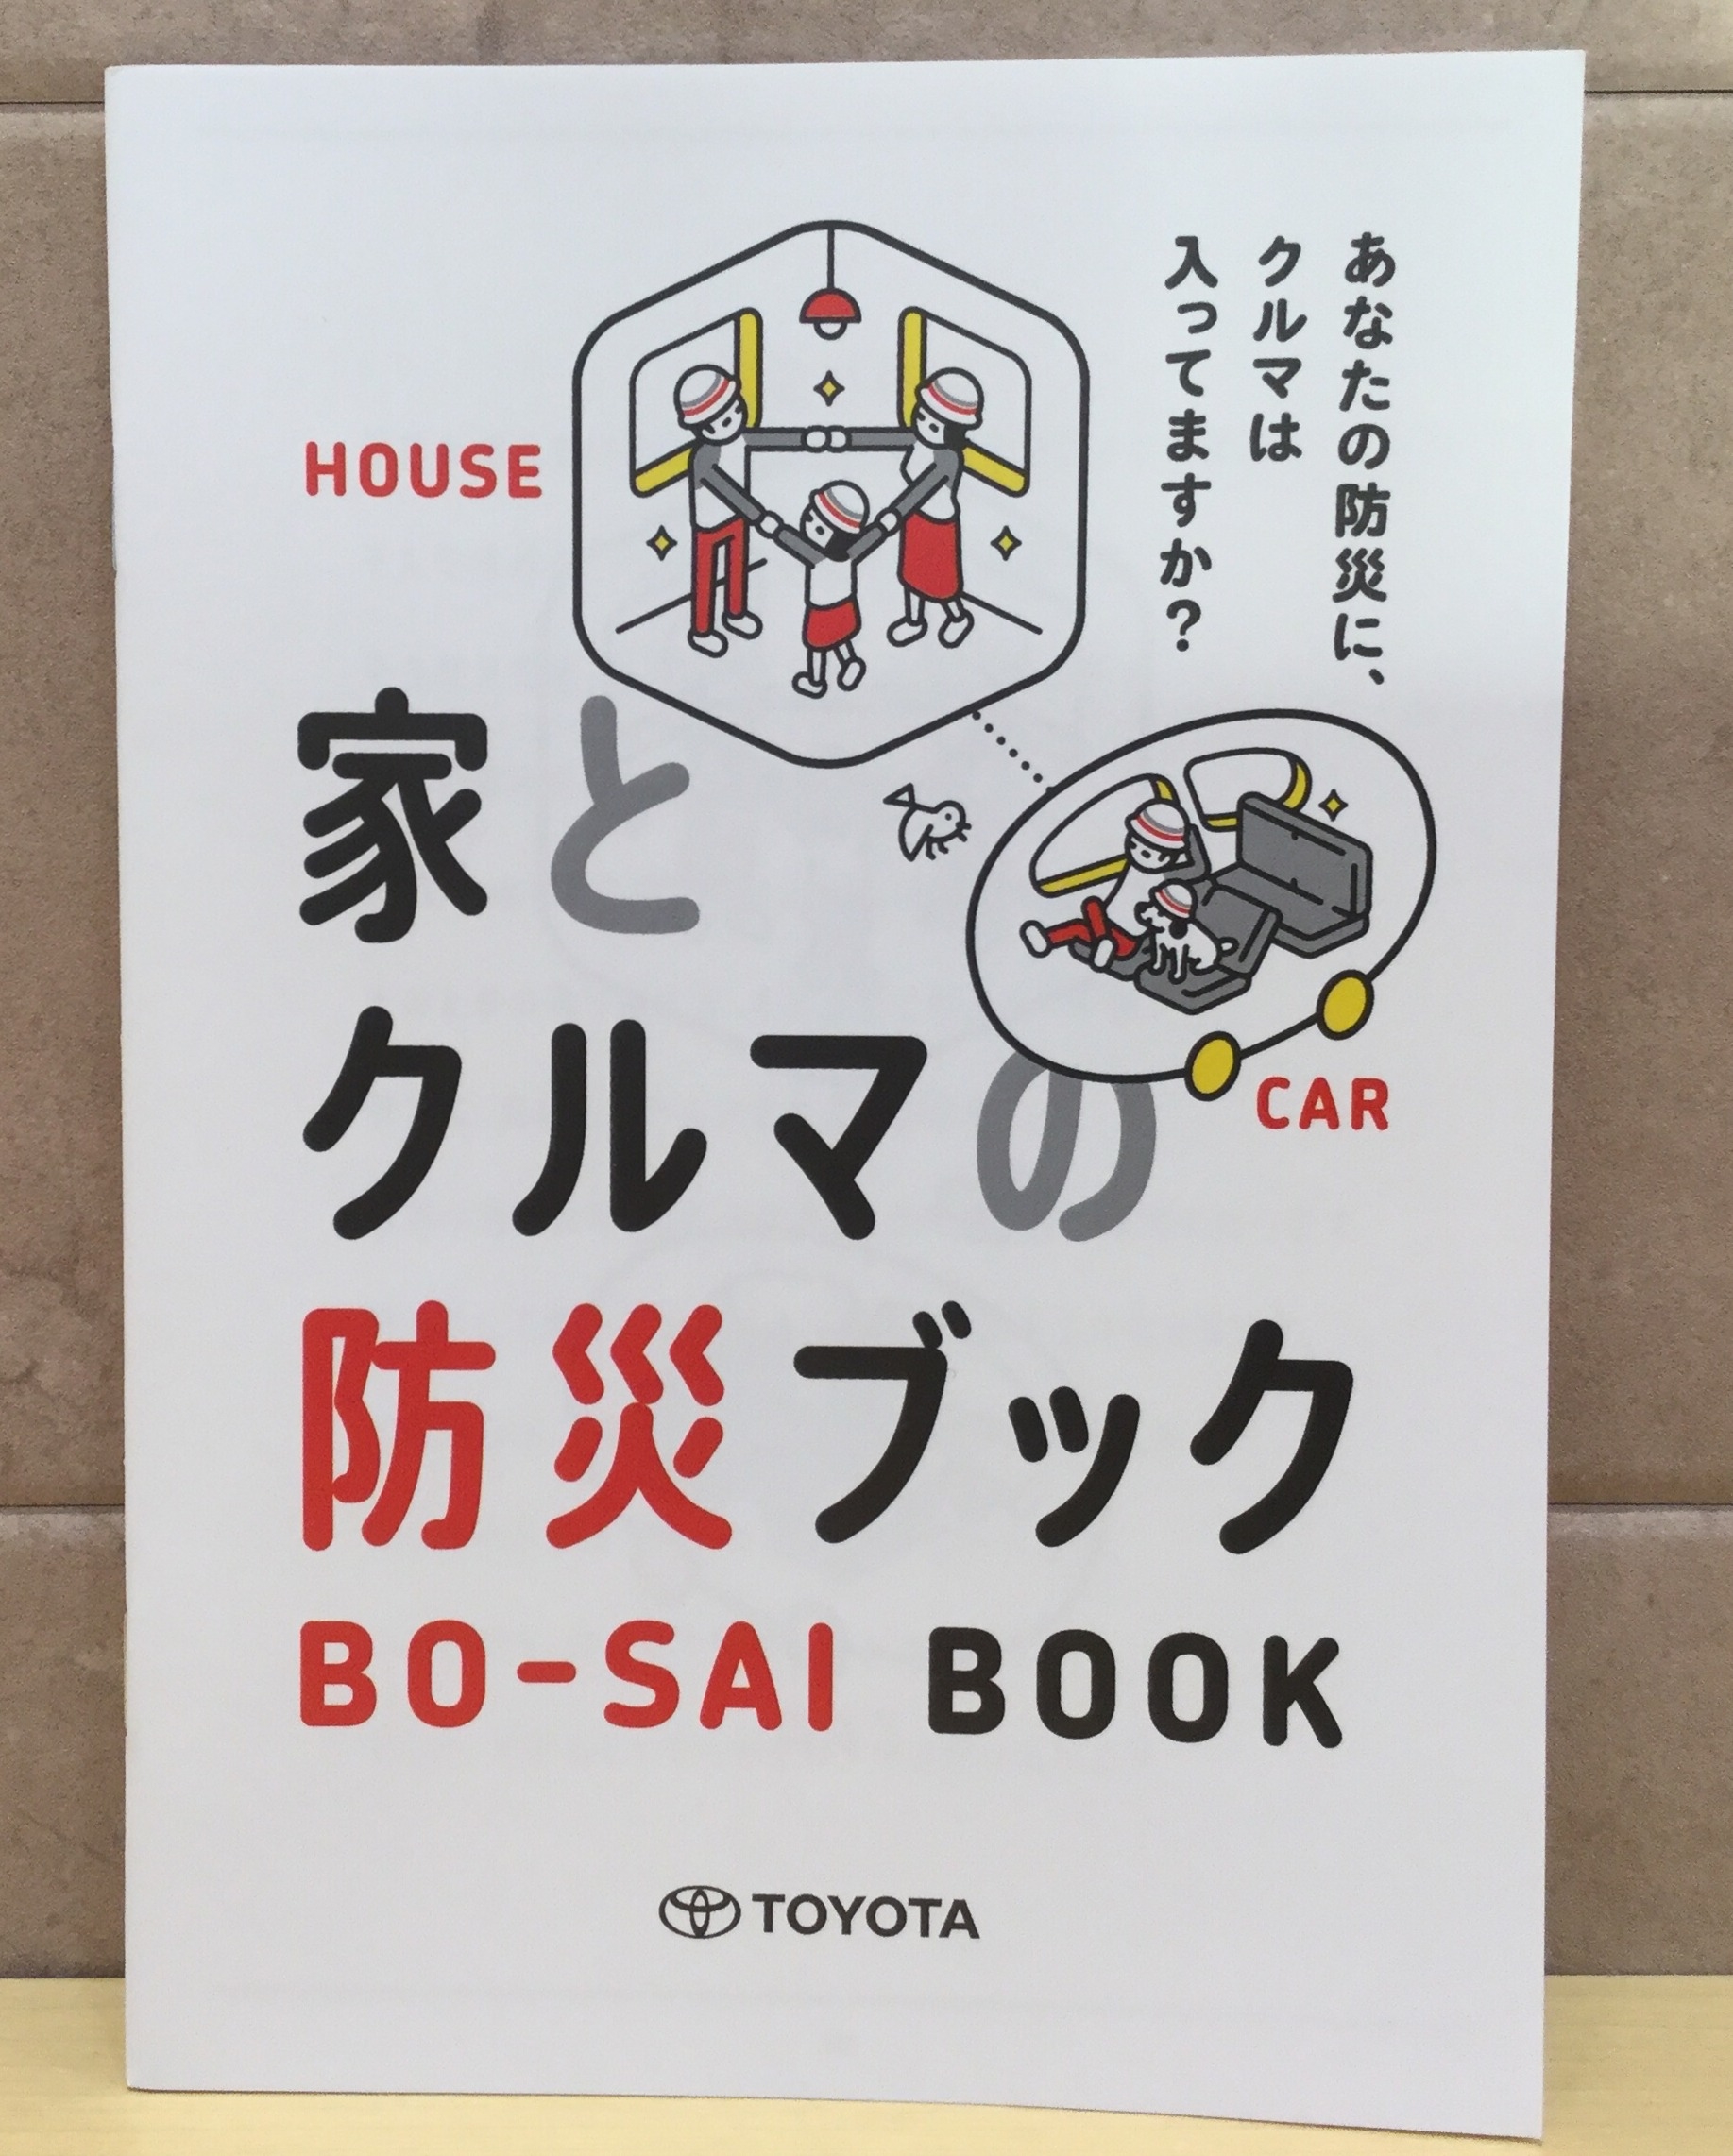 あなたの防災に、
クルマは
入ってますか?
HOUSE
家と
クルマの
CAR
防災ブック
BO-SAI BOOK
TOYOTA